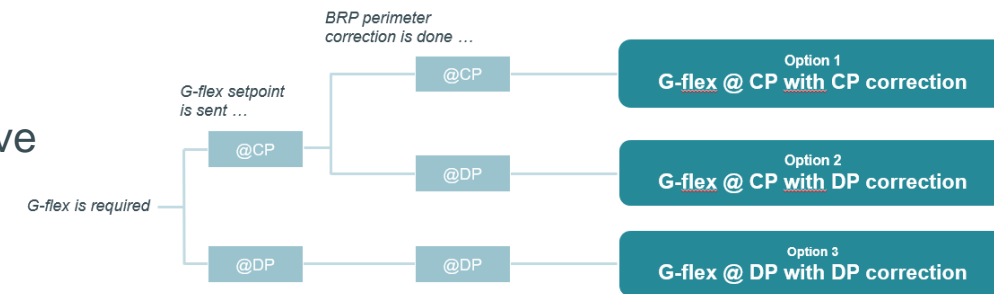 BRP perimeter
correction is done …
G-flex setpoint
is sent …
@CP
Option 1
G-flex @ CP with CP correction
ve
@CP
@DP
Option 2
G-flex @ CP with DP correction
G-flex is required
@DP
@DP
Option 3
G-flex @ DP with DP correction